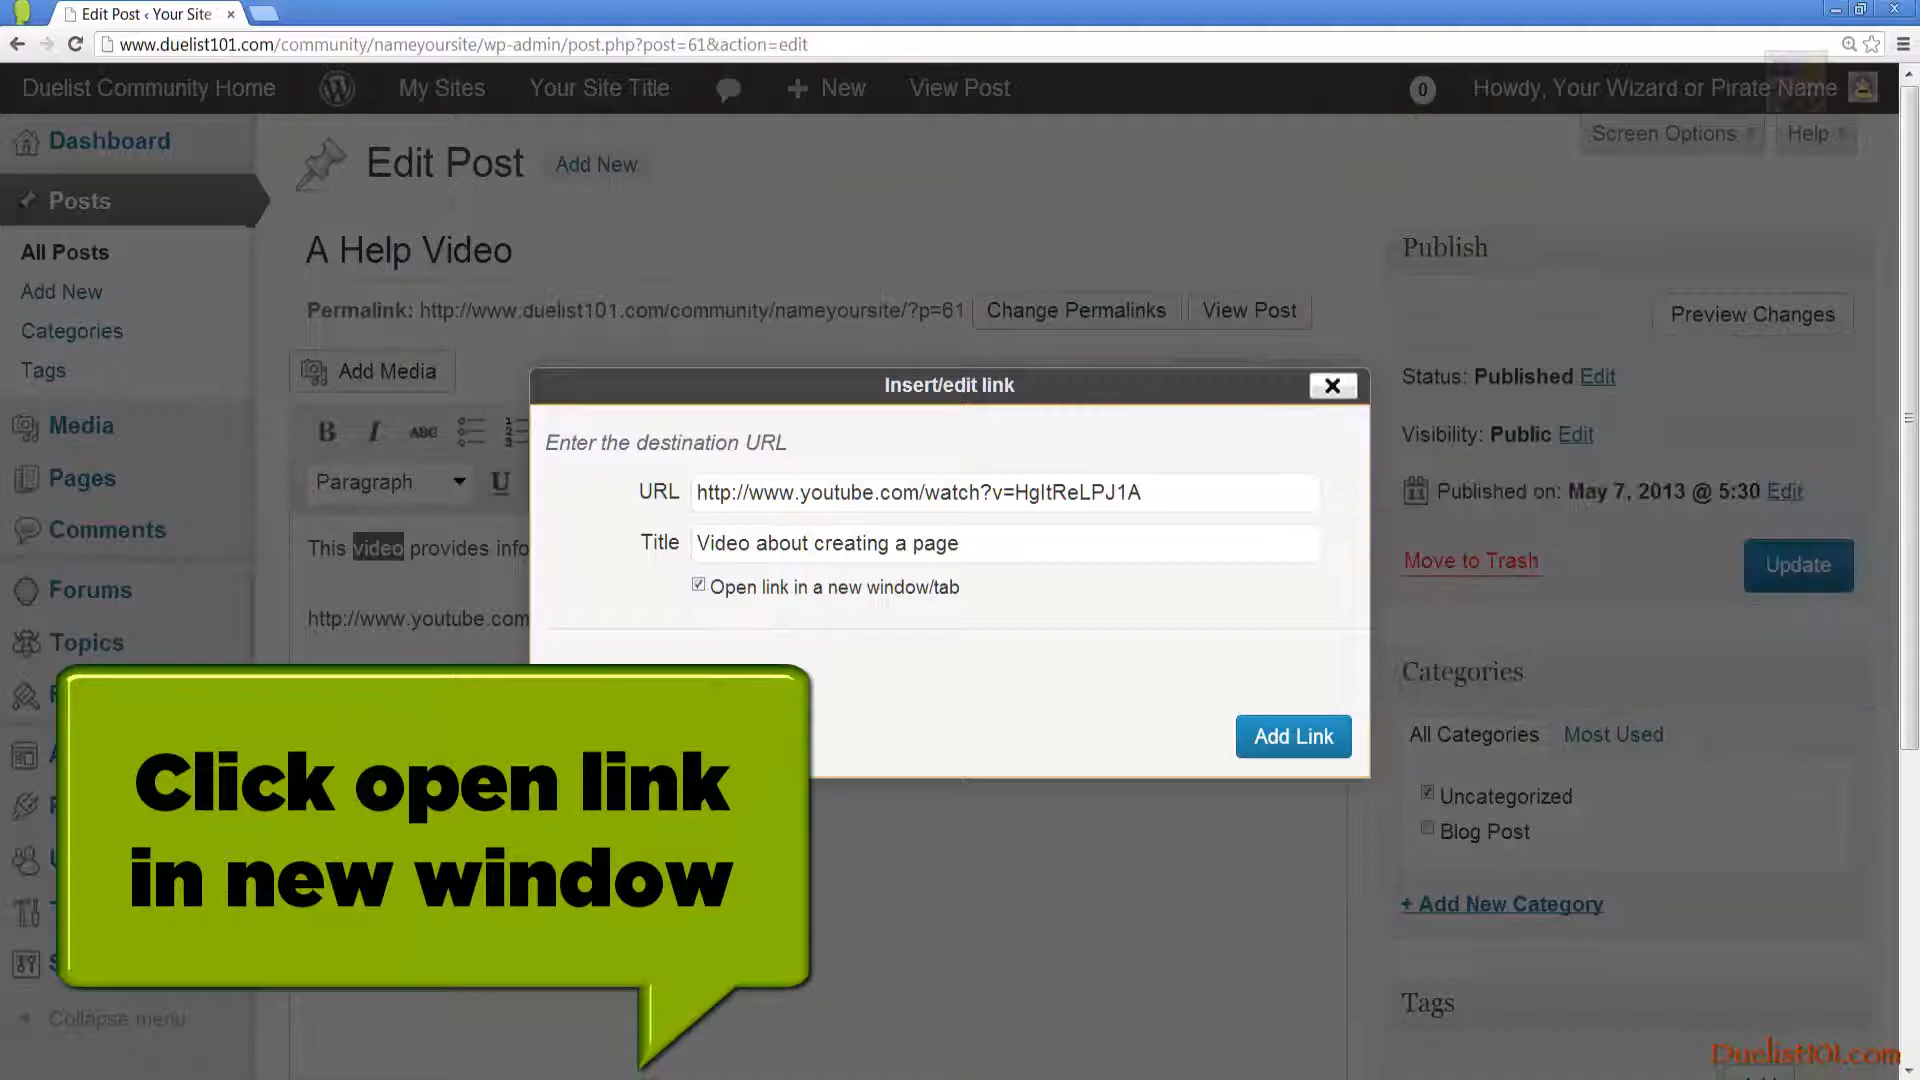 Edit Post ‹ Your Site
www.duelist101.com/community/nameyoursite/wp-admin/post.php?post=61&action=edit
Duelist Community Home My Sites Your Site Title New View Post 0 Howdy, Your Wizard or Pirate Name
Screen Options Help
Dashboard
Posts
All Posts
Add New
Categories
Tags
Media
Pages
Comments
Forums
Topics
Collapse menu
Edit Post Add New
A Help Video
Permalink: http://www.duelist101.com/community/nameyoursite/?p=61 Change Permalinks View Post
Add Media
B I ABC
Paragraph U
This video provides info
http://www.youtube.com
Insert/edit link
Enter the destination URL
URL http://www.youtube.com/watch?v=HgItReLPJ1A
Title Video about creating a page
Open link in a new window/tab
Add Link
Click open link
in new window
Publish
Preview Changes
Status: Published Edit
Visibility: Public Edit
Published on: May 7, 2013 @ 5:30 Edit
Move to Trash Update
Categories
All Categories Most Used
Uncategorized
Blog Post
+ Add New Category
Tags
Duelist101.com